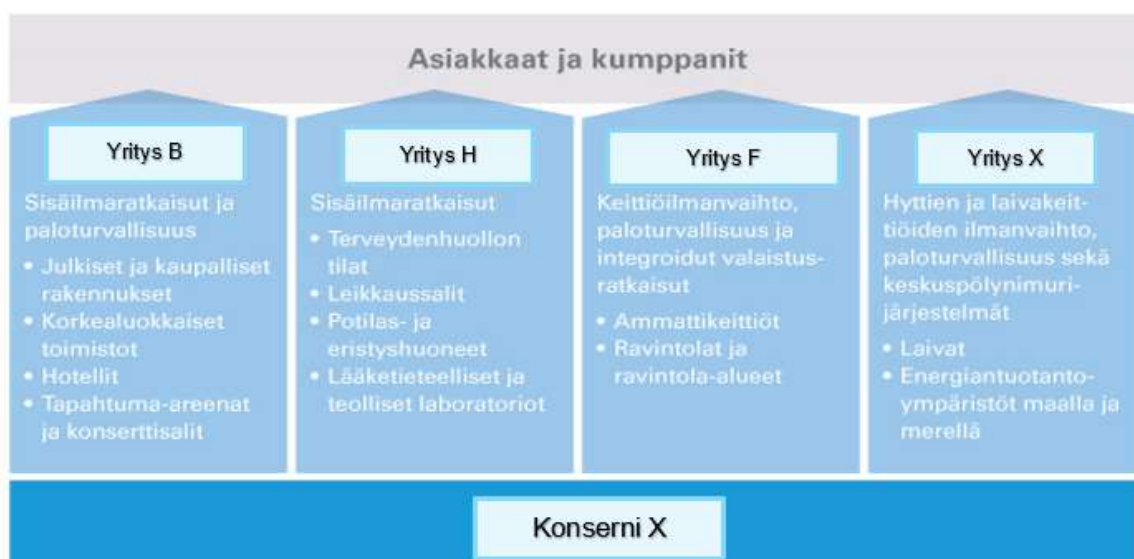 Asiakkaat ja kumppanit
Yritys B
Sisäilmaratkaisut ja
paloturvallisuus
• Julkiset ja kaupalliset
rakennukset
• Korkealuokkaiset
toimistot
• Hotellit
• Tapahtuma-areenat
ja konserttisalit
Yritys H
Sisäilmaratkaisut
• Terveydenhuollon
tilat
• Leikkaussalit
• Potilas- ja
eristyshuoneet
• Lääketieteelliset ja
teolliset laboratoriot
Yritys F
Keittiöilmanvaihto,
paloturvallisuus ja
integroidut valaistus-
ratkaisut
• Ammattikeittiöt
• Ravintolat ja
ravintola-alueet
Yritys X
Hyttien ja laivakeit-
tiöiden ilmanvaihto,
paloturvallisuus sekä
keskuspölynimuri-
järjestelmät
• Laivat
• Energiantuotanto-
ympäristöt maalla ja
merellä
Konserni X